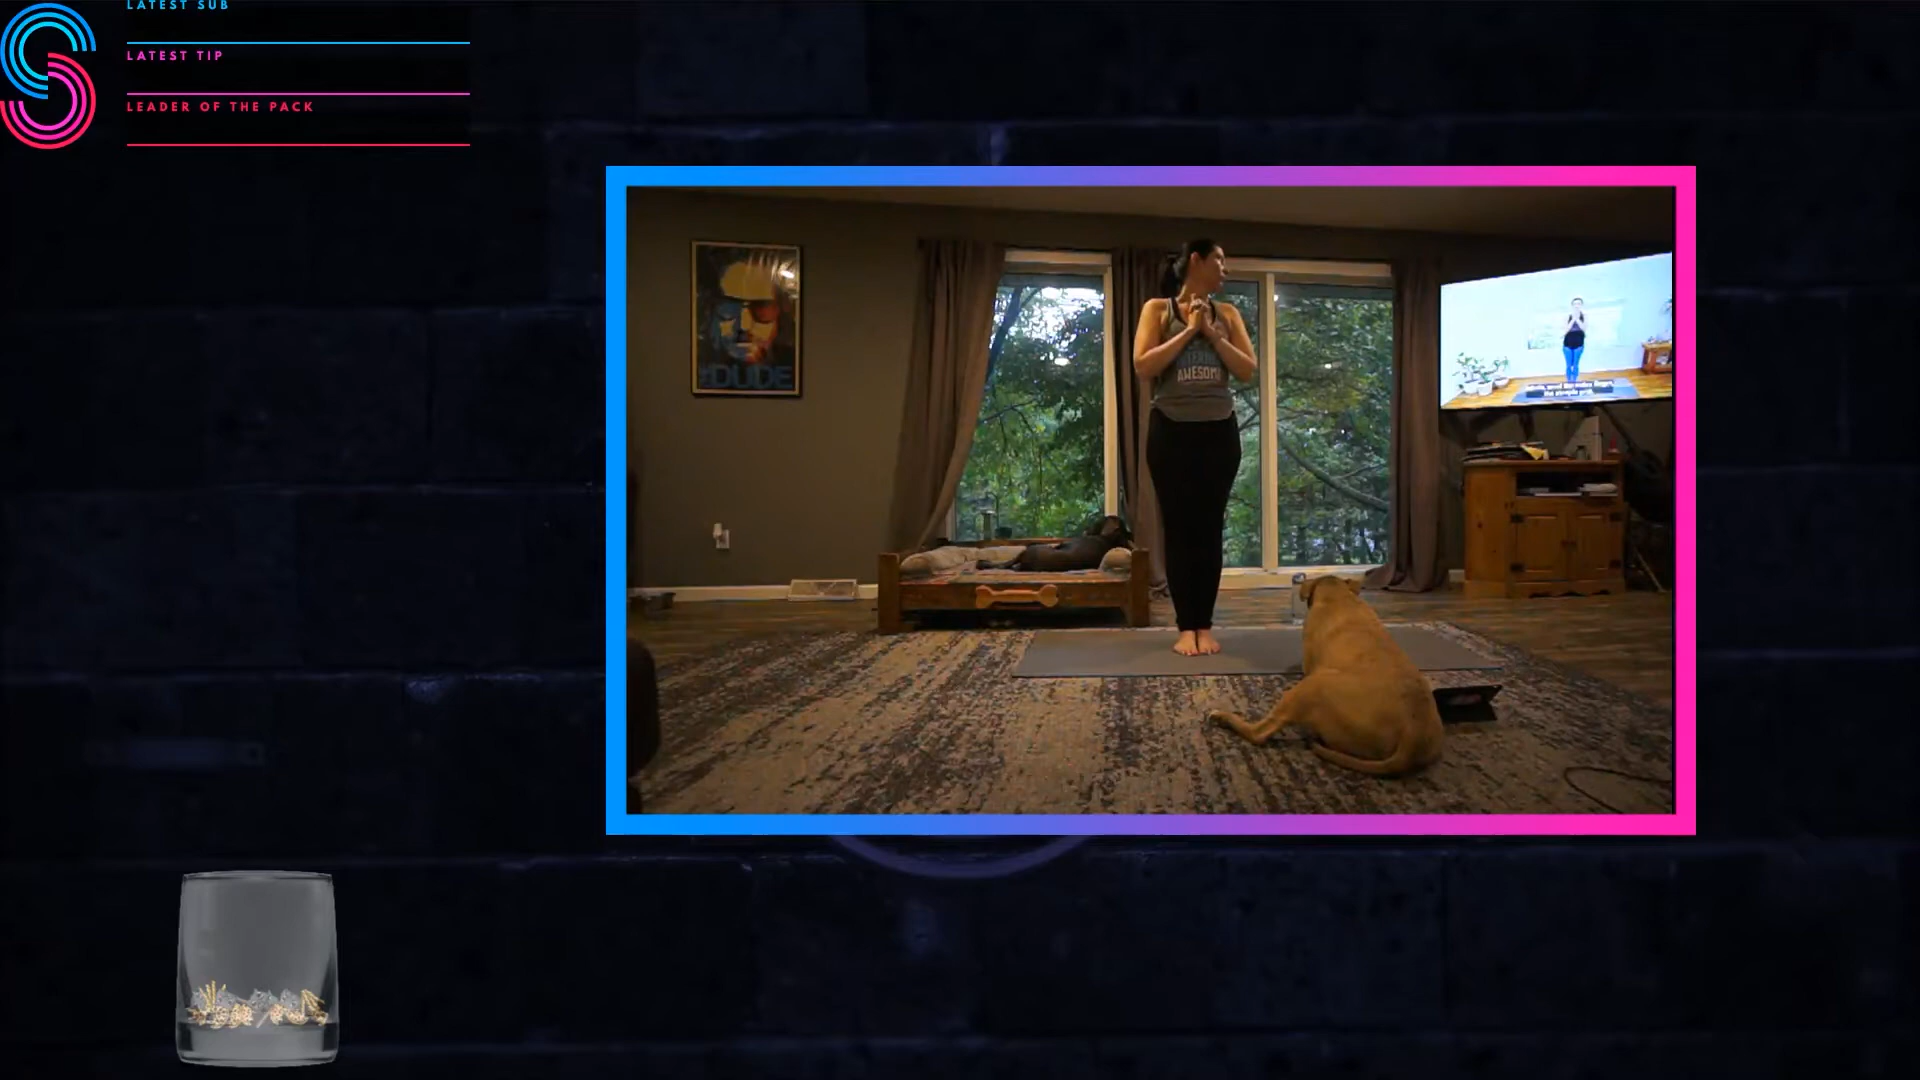 LATEST SUB
LATEST TIP
LEADER OF THE PACK
DUDE
AWESOME